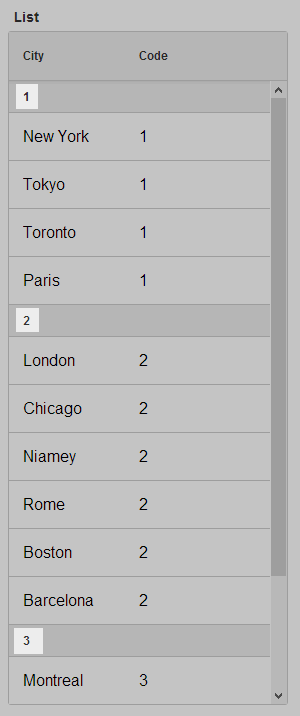 List
City Code
1
New York 1
Tokyo 1
Toronto 1
Paris 1
2
London 2
Chicago 2
Niamey 2
Rome 2
Boston 2
Barcelona 2
3
Montreal 3